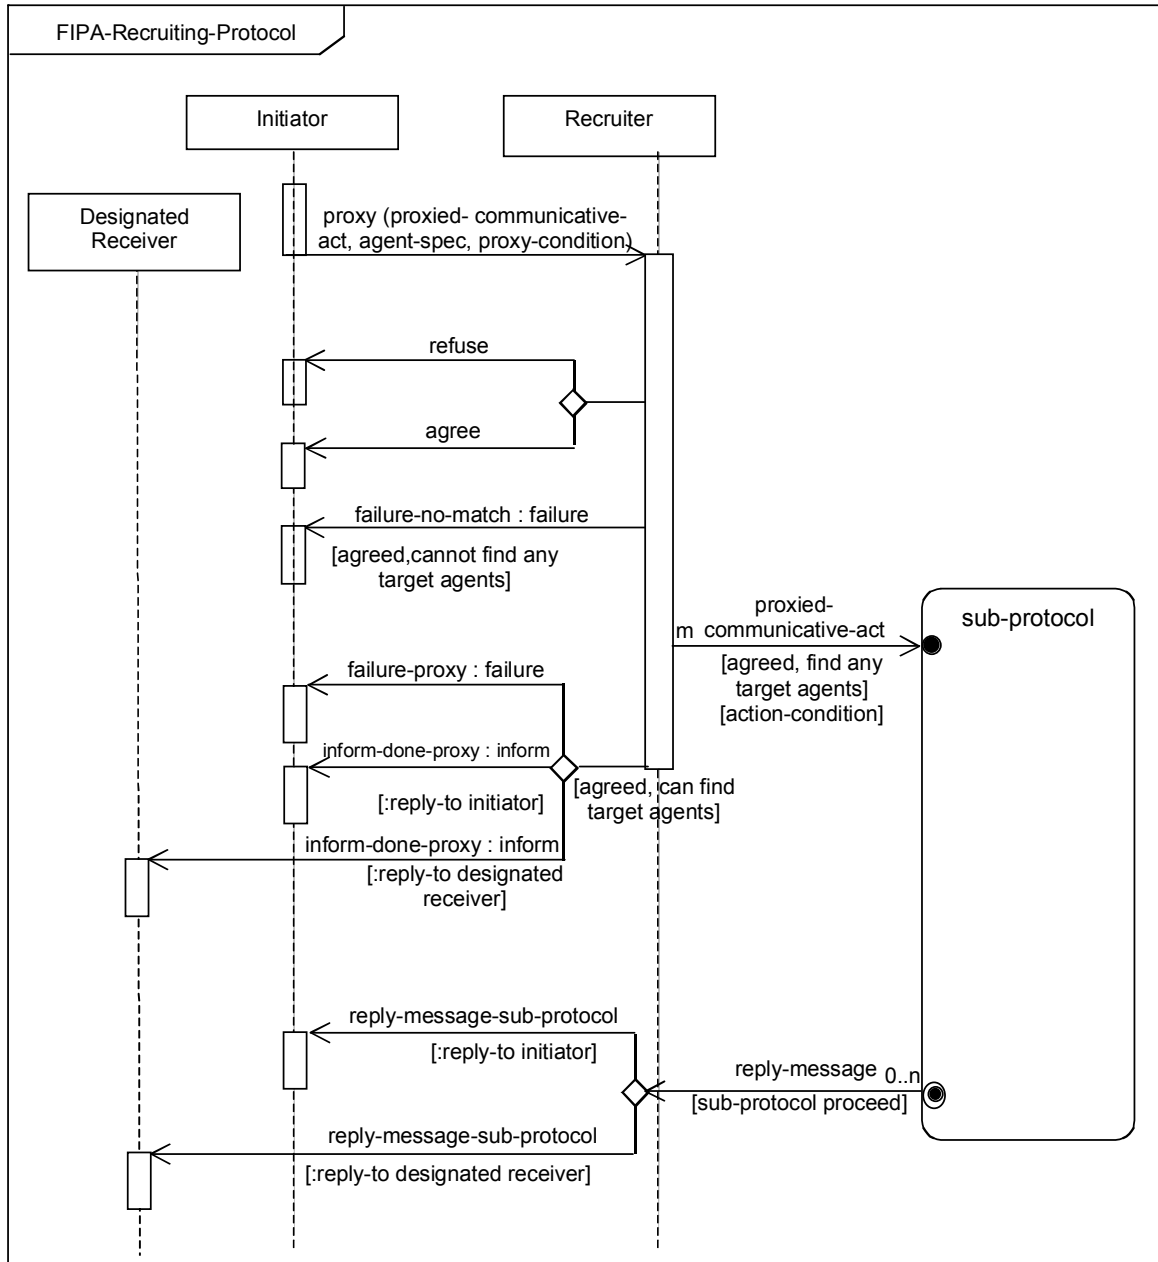 FIPA-Recruiting-Protocol
Initiator
Recruiter
Designated
Receiver
proxy (proxied- communicative-
act, agent-spec, proxy-condition)
refuse
agree
failure-no-match : failure
[agreed,cannot find any
target agents]
proxied-
m communicative-act
[agreed, find any
target agents]
[action-condition]
sub-protocol
failure-proxy : failure
inform-done-proxy : inform
[:reply-to initiator]
[agreed, can find
target agents]
inform-done-proxy : inform
[:reply-to designated
receiver]
reply-message-sub-protocol
[:reply-to initiator]
reply-message 0..n
[sub-protocol proceed]
reply-message-sub-protocol
[:reply-to designated receiver]